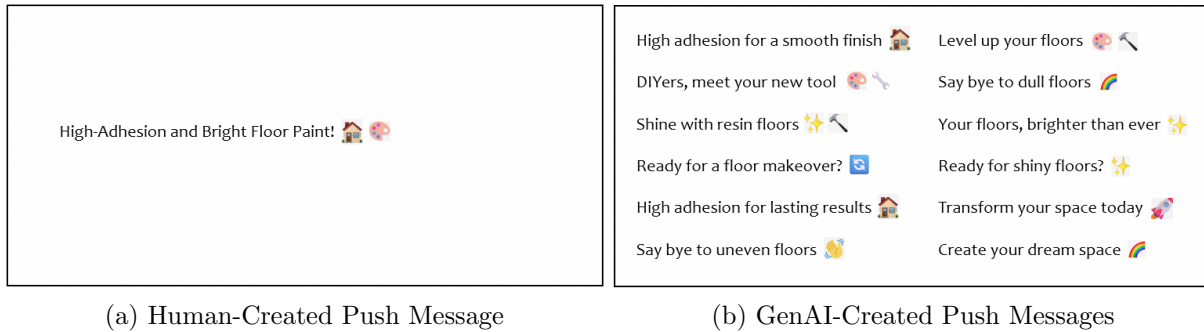 High-Adhesion and Bright Floor Paint! 🏠 🎨
(a) Human-Created Push Message
High adhesion for a smooth finish 🏠
DIYers, meet your new tool 🎨 🔧
Shine with resin floors ✨ 🔨
Ready for a floor makeover? 🔄
High adhesion for lasting results 🏠
Say bye to uneven floors 👋
Level up your floors 🎨 🔨
Say bye to dull floors 🌈
Your floors, brighter than ever ✨
Ready for shiny floors? ✨
Transform your space today 🚀
Create your dream space 🌈
(b) GenAI-Created Push Messages